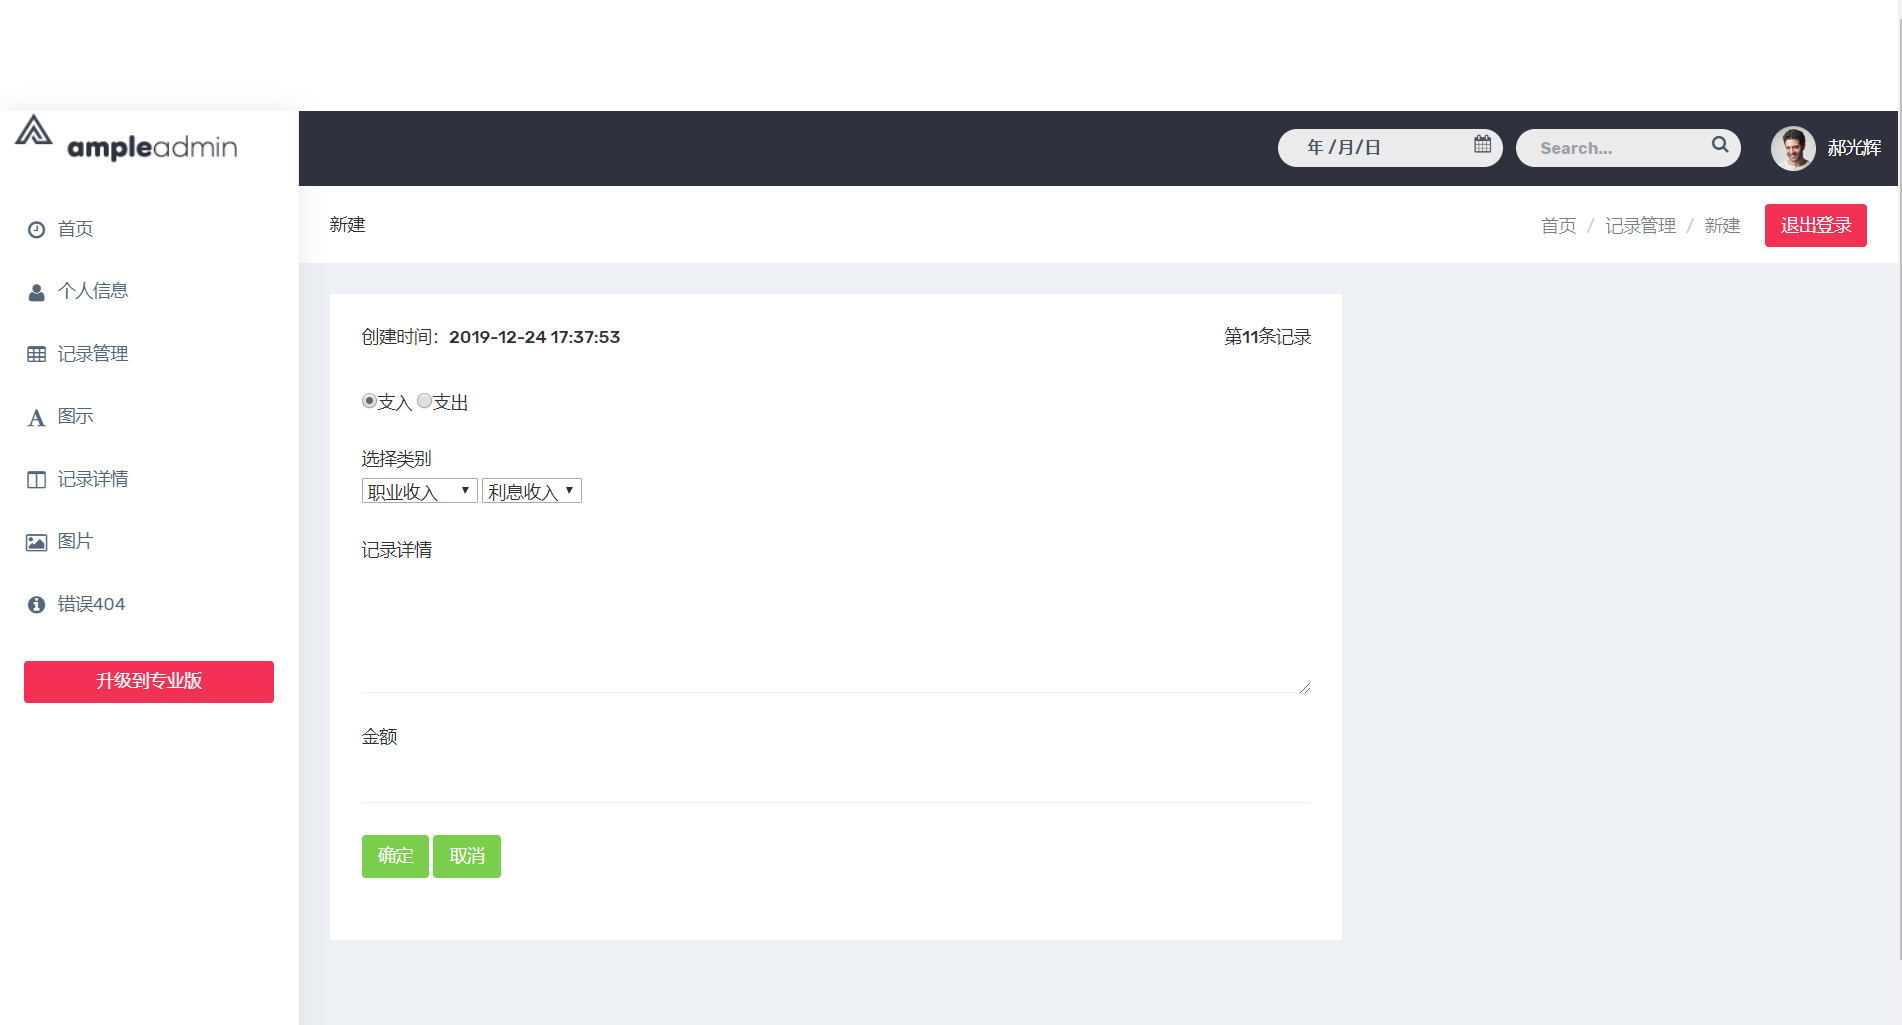 ampleadmin
年 /月/日
Search...
郝光辉
首页
个人信息
记录管理
图示
记录详情
图片
错误404
升级到专业版
新建
首页 / 记录管理 / 新建
退出登录
创建时间：2019-12-24 17:37:53
第11条记录
支入 支出
选择类别
职业收入 利息收入
记录详情
金额
确定 取消